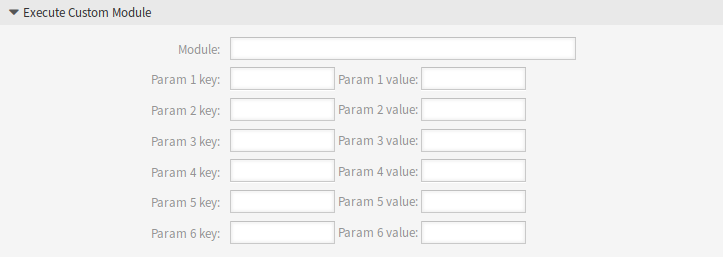 Execute Custom Module
Module:
Param 1 key: Param 1 value:
Param 2 key: Param 2 value:
Param 3 key: Param 3 value:
Param 4 key: Param 4 value:
Param 5 key: Param 5 value:
Param 6 key: Param 6 value: